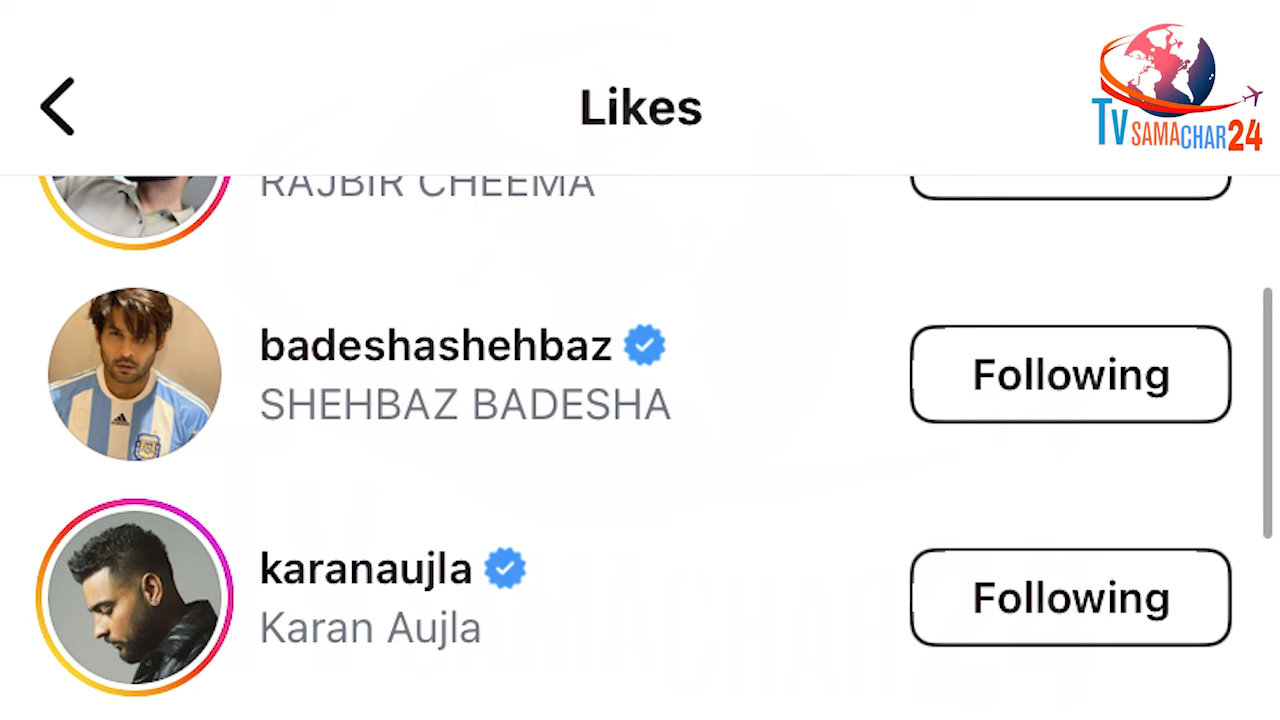 Likes
TV SAMACHAR24
RAJBIR CHEEMA
badeshashehbaz
SHEHBAZ BADESHA
Following
karanaujla
Karan Aujla
Following